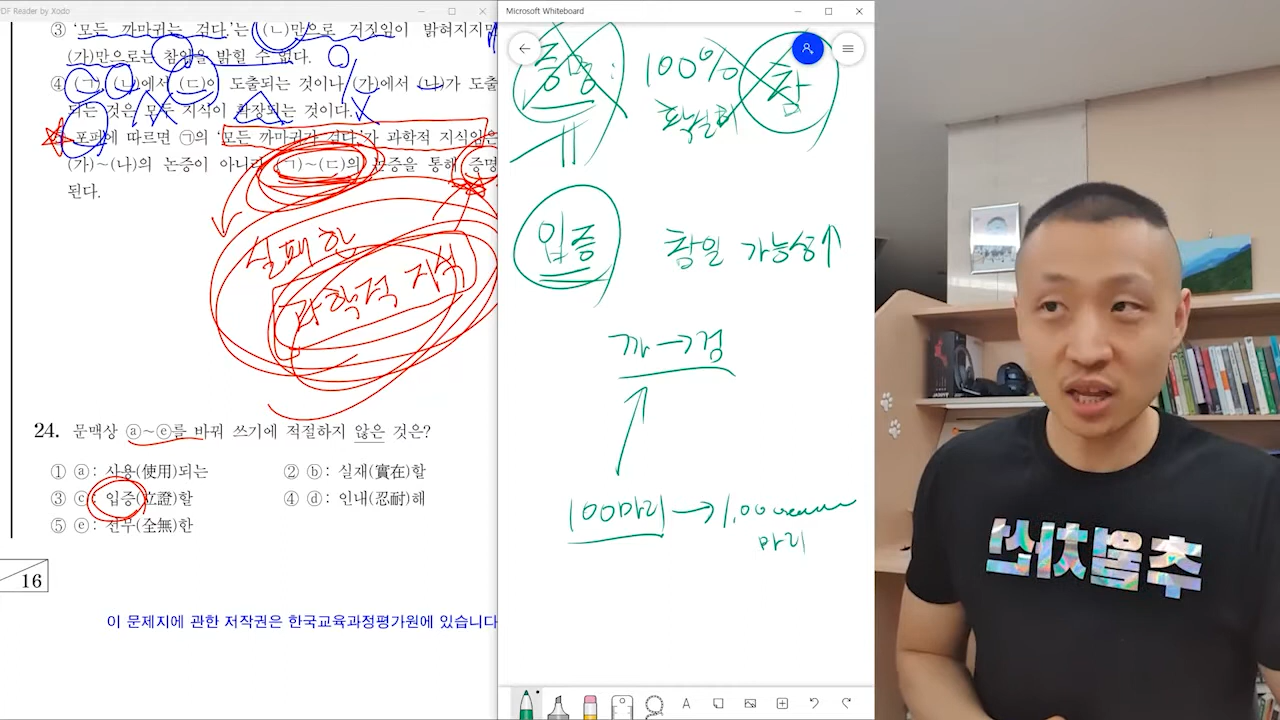 PDF Reader by Xodo
③ '모든 까마귀는 검다.'는 (ㄴ)만으로 거짓임이 밝혀지지만
(가)만으로는 참임을 밝힐 수 없다.
④ (ㄱ), (ㄴ)에서 (ㄷ)이 도출되는 것이나 (가)에서 (나)가 도출
되는 것은 모두 지식이 확장되는 것이다.
포퍼에 따르면 ㉠의 '모든 까마귀가 검다.'가 과학적 지식임은
(가)~(나)의 논증이 아니라 (ㄱ)~(ㄷ)의 논증을 통해 증명
된다.
실패한
과학적 지식
24. 문맥상 ⓐ~ⓔ를 바꿔 쓰기에 적절하지 않은 것은?
① ⓐ: 사용(使用)되는 ② ⓑ: 실재(實在)할
③ ⓒ: 입증(立證)할 ④ ⓓ: 인내(忍耐)해
⑤ ⓔ: 전무(全無)한
16
이 문제지에 관한 저작권은 한국교육과정평가원에 있습니다
Microsoft Whiteboard
증명: 100% 참
확실히
입증 참일 가능성↑
까→검
100마리 →
마리
A